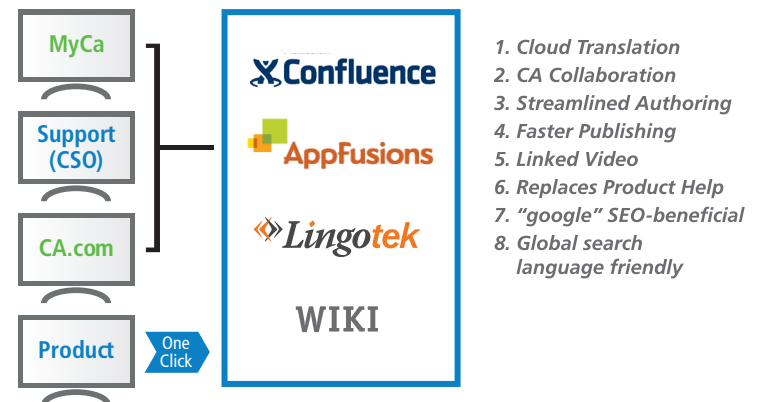 MyCa
Support
(CSO)
CA.com
Product
One
Click
Confluence
AppFusions
Lingotek
WIKI
1. Cloud Translation
2. CA Collaboration
3. Streamlined Authoring
4. Faster Publishing
5. Linked Video
6. Replaces Product Help
7. “google” SEO-beneficial
8. Global search
language friendly